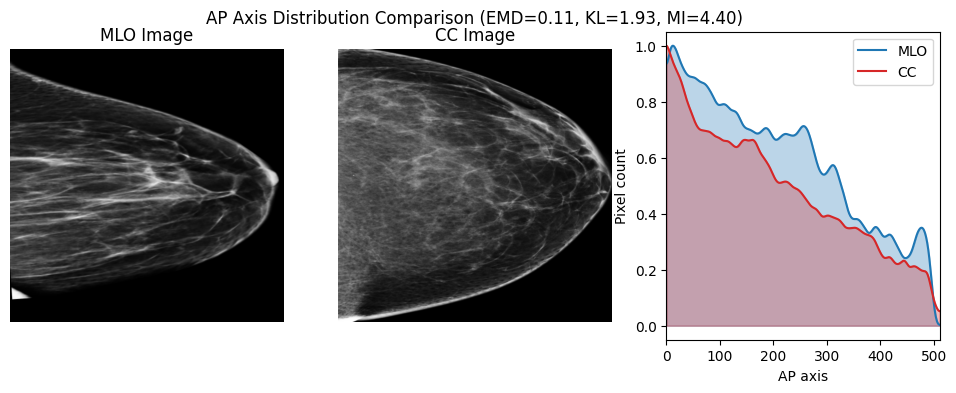 AP Axis Distribution Comparison (EMD=0.11, KL=1.93, MI=4.40)
MLO Image
CC Image
MLO
CC
Pixel count
1.0
0.8
0.6
0.4
0.2
0.0
0 100 200 300 400 500
AP axis